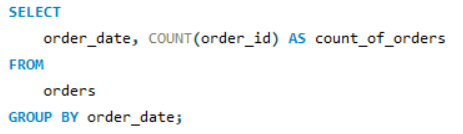 SELECT
order_date, COUNT(order_id) AS count_of_orders
FROM
orders
GROUP BY order_date;